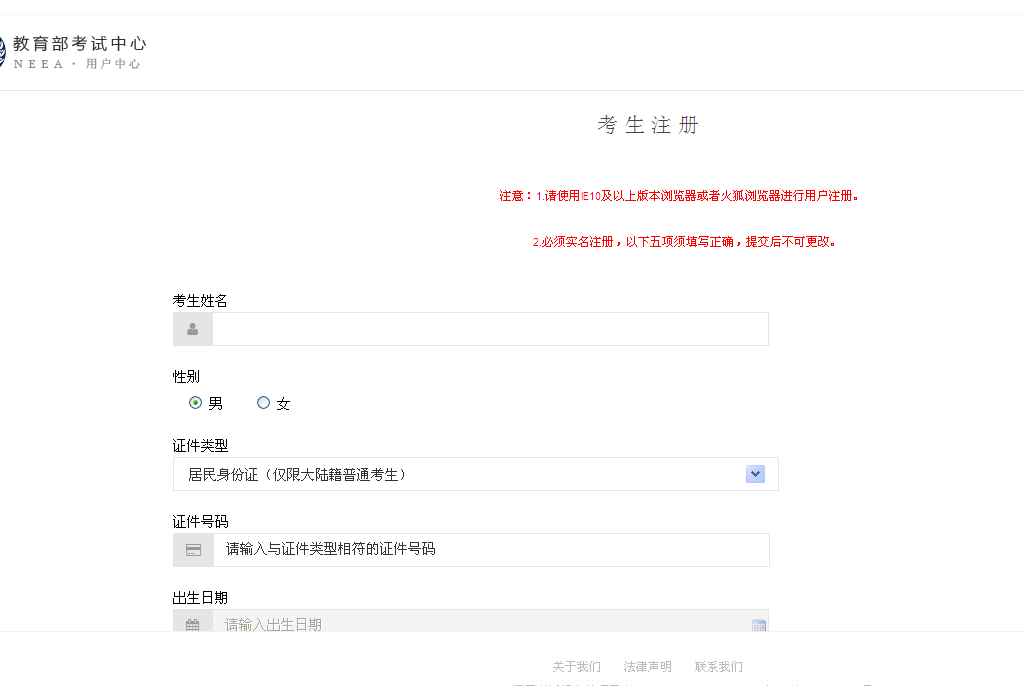 教育部考试中心
NEEA · 用户中心
考生注册
注意：1.请使用IE10及以上版本浏览器或者火狐浏览器进行用户注册。
2.必须实名注册，以下五项须填写正确，提交后不可更改。
考生姓名
性别
男 女
证件类型
居民身份证（仅限大陆籍普通考生）
证件号码
请输入与证件类型相符的证件号码
出生日期
请输入出生日期
关于我们 法律声明 联系我们